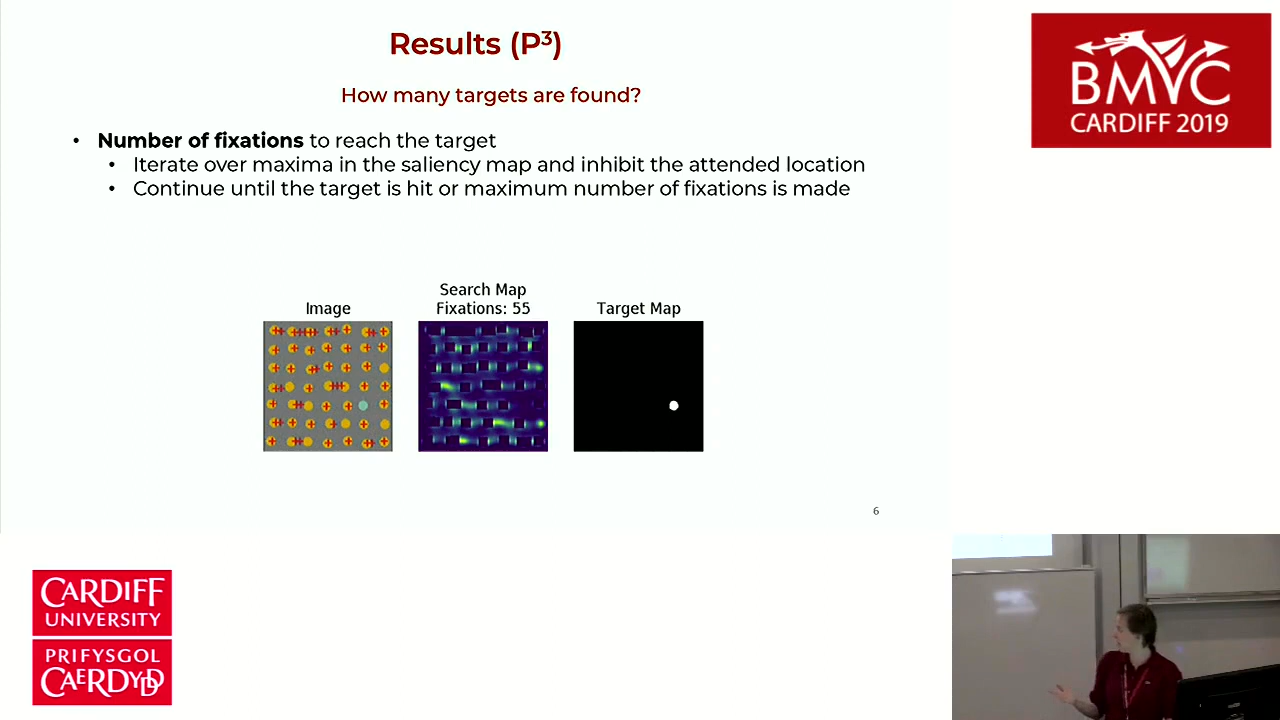 Results (P³)
How many targets are found?
• Number of fixations to reach the target
• Iterate over maxima in the saliency map and inhibit the attended location
• Continue until the target is hit or maximum number of fixations is made
Image
Search Map
Fixations: 55
Target Map
6
BMVC
CARDIFF 2019
CARDIFF
UNIVERSITY
PRIFYSGOL
CAERDYDD